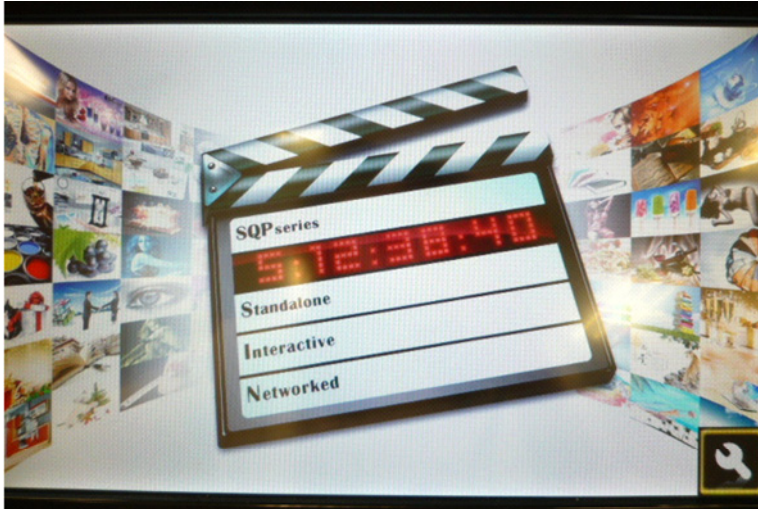 SQP series
5:12:38:40
Standalone
Interactive
Networked